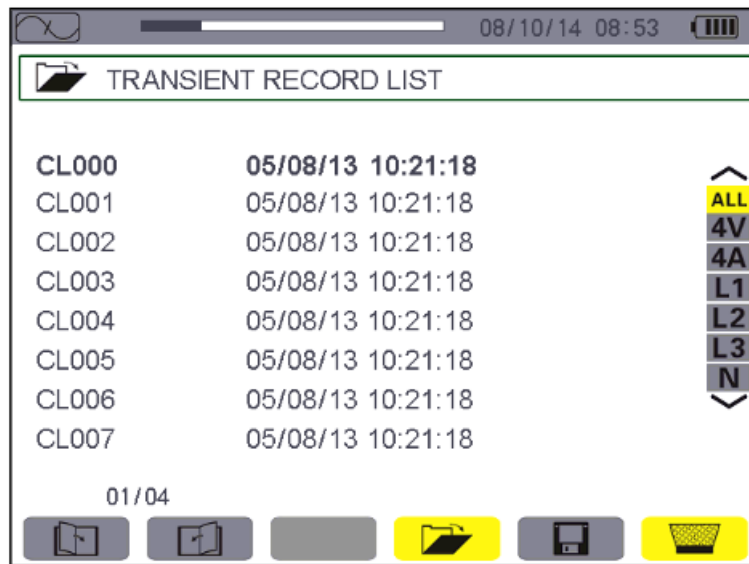 08/10/14 08:53
TRANSIENT RECORD LIST
CL000 05/08/13 10:21:18
CL001 05/08/13 10:21:18
CL002 05/08/13 10:21:18
CL003 05/08/13 10:21:18
CL004 05/08/13 10:21:18
CL005 05/08/13 10:21:18
CL006 05/08/13 10:21:18
CL007 05/08/13 10:21:18
ALL
4V
4A
L1
L2
L3
N
01/04